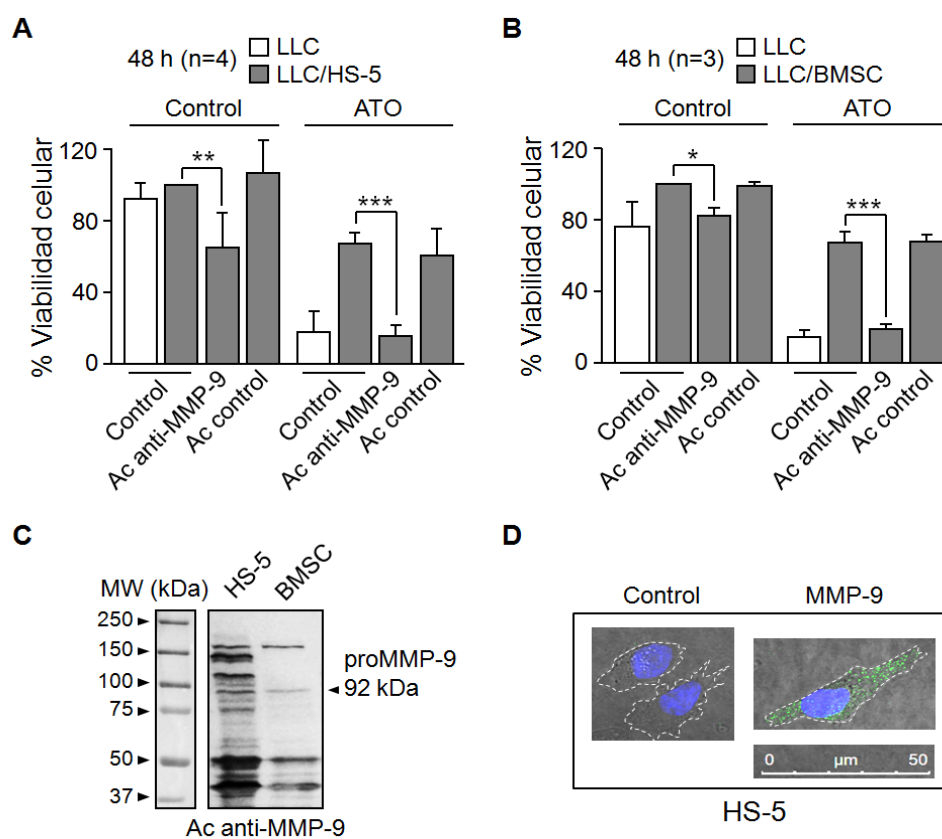 A
48 h (n=4)
LLC
LLC/HS-5
Control
ATO
**
***
% Viabilidad celular
120
80
40
0
Control
Ac anti-MMP-9
Ac control
Control
Ac anti-MMP-9
Ac control
B
48 h (n=3)
LLC
LLC/BMSC
Control
ATO
*
***
% Viabilidad celular
120
80
40
0
Control
Ac anti-MMP-9
Ac control
Control
Ac anti-MMP-9
Ac control
C
MW (kDa)
HS-5
BMSC
250
150
100
75
50
37
proMMP-9
92 kDa
Ac anti-MMP-9
D
Control
MMP-9
0 µm 50
HS-5